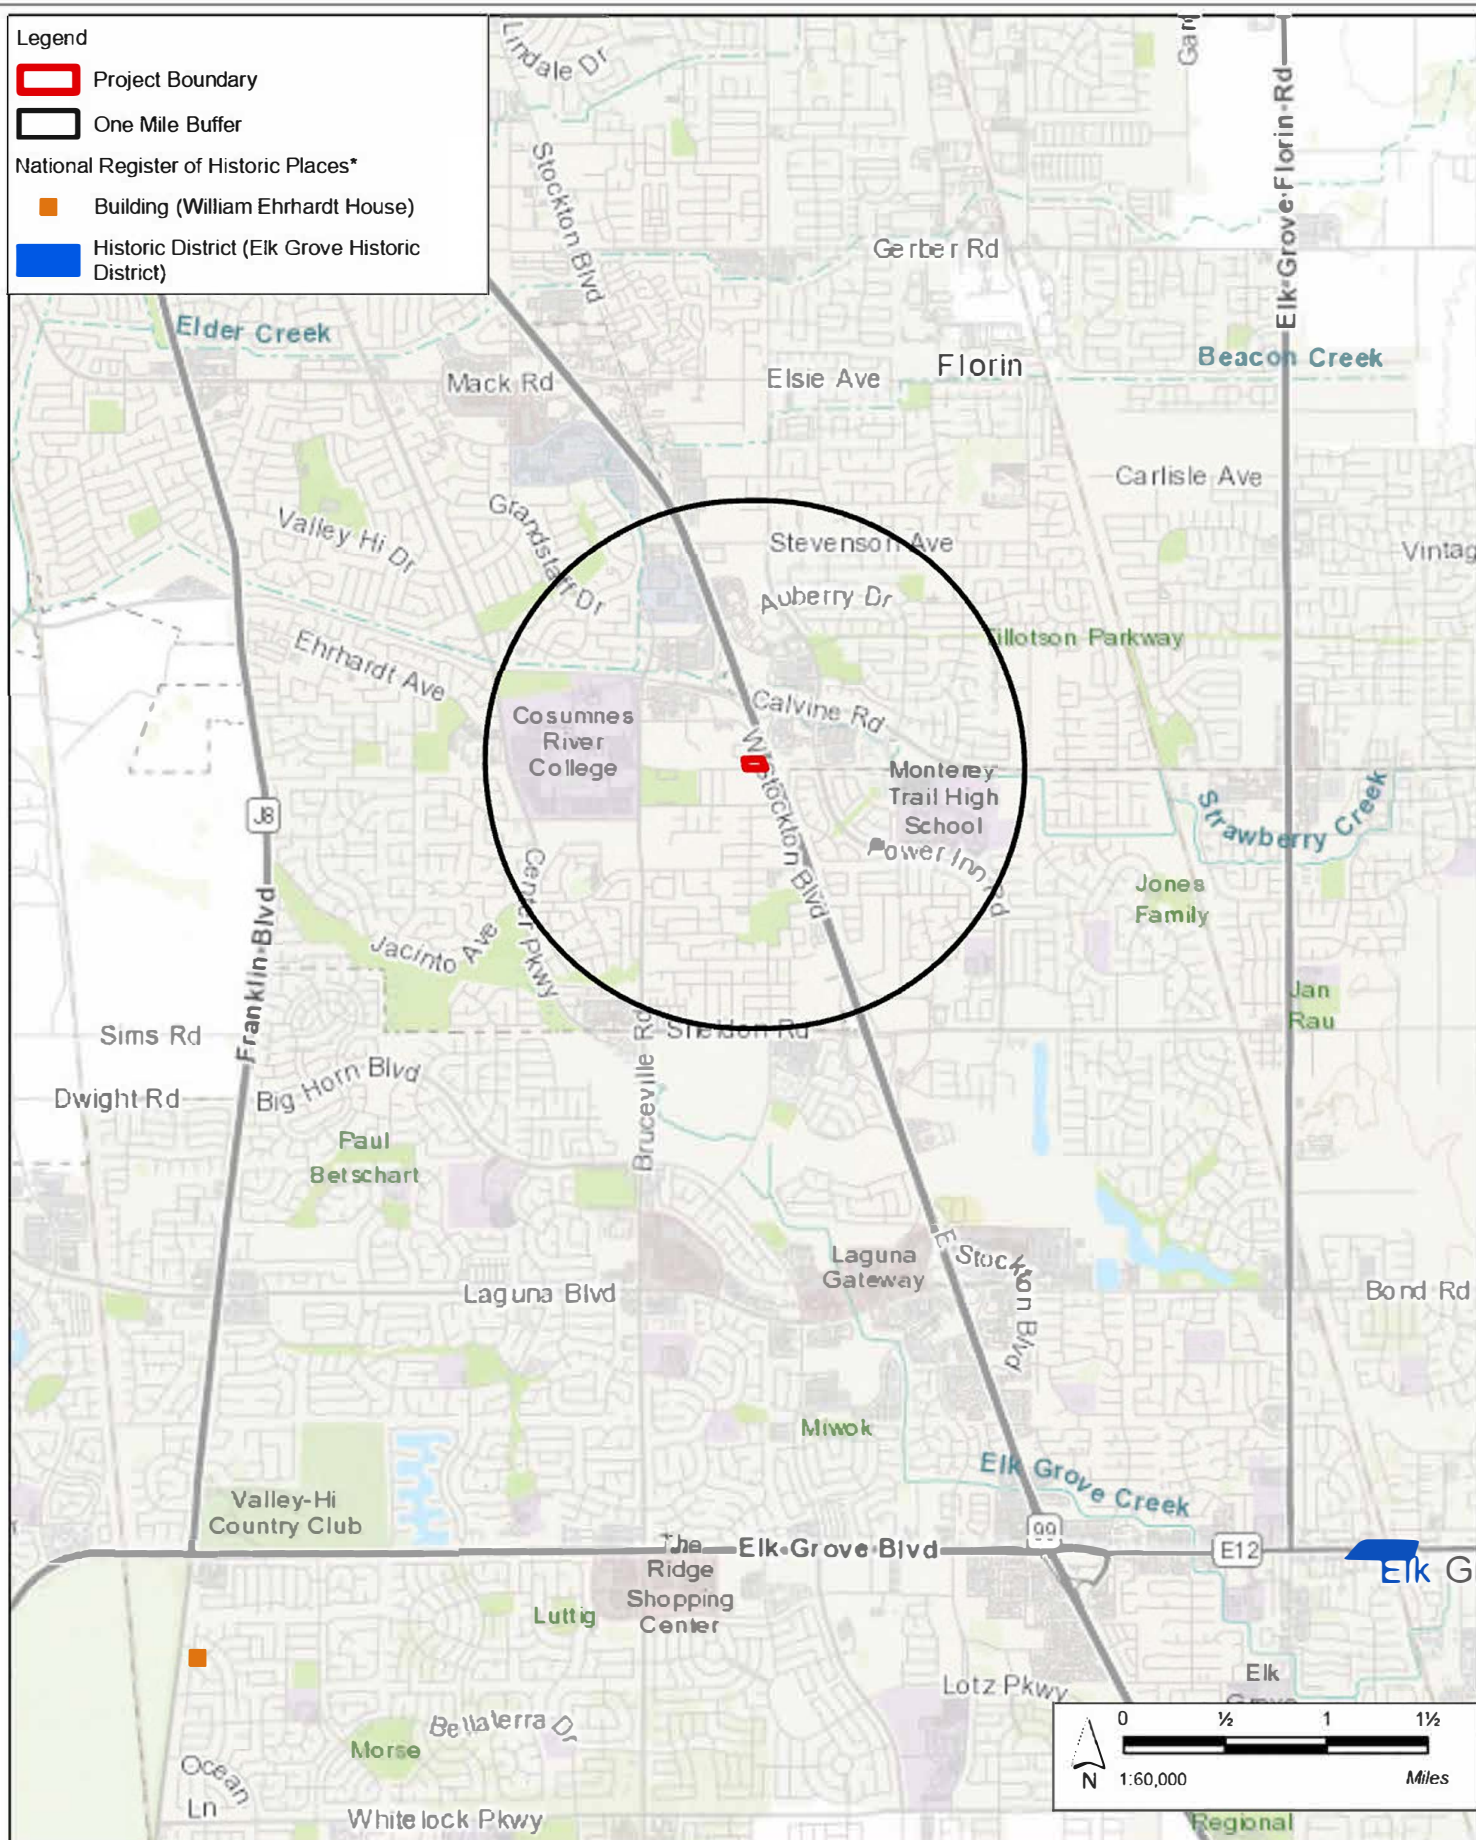 Legend
Project Boundary
One Mile Buffer
National Register of Historic Places*
Building (William Ehrhardt House)
Historic District (Elk Grove Historic
District)
Lindale Dr
Stockton Blvd
Elk Grove Florin Rd
Gerber Rd
Elder Creek
Mack Rd
Elsie Ave
Florin
Beacon Creek
Carlisle Ave
Valley Hi Dr
Grandstaff Dr
Stevenson Ave
Vintag
Auberry Dr
Tillotson Parkway
Ehrhardt Ave
Calvine Rd
Cosumnes
River
College
W Stockton Blvd
Monterey
Trail High
School
Power Inn Rd
Strawberry Creek
J8
Center Pkwy
Jones
Family
Franklin Blvd
Jacinto Ave
Jan
Rau
Sims Rd
Sheldon Rd
Big Horn Blvd
Dwight Rd
Bruceville Rd
Paul
Betschart
E Stockton Blvd
Laguna
Gateway
Laguna Blvd
Bond Rd
Miwok
Elk Grove Creek
Valley-Hi
Country Club
99
The
Ridge
Shopping
Center
Elk Grove Blvd
E12
Elk G
Luttig
Elk
Grove
Lotz Pkwy
Bellaterra Dr
Morse
Ocean
Ln
Whitelock Pkwy
0 ½ 1 1½
N 1:60,000 Miles
Regional